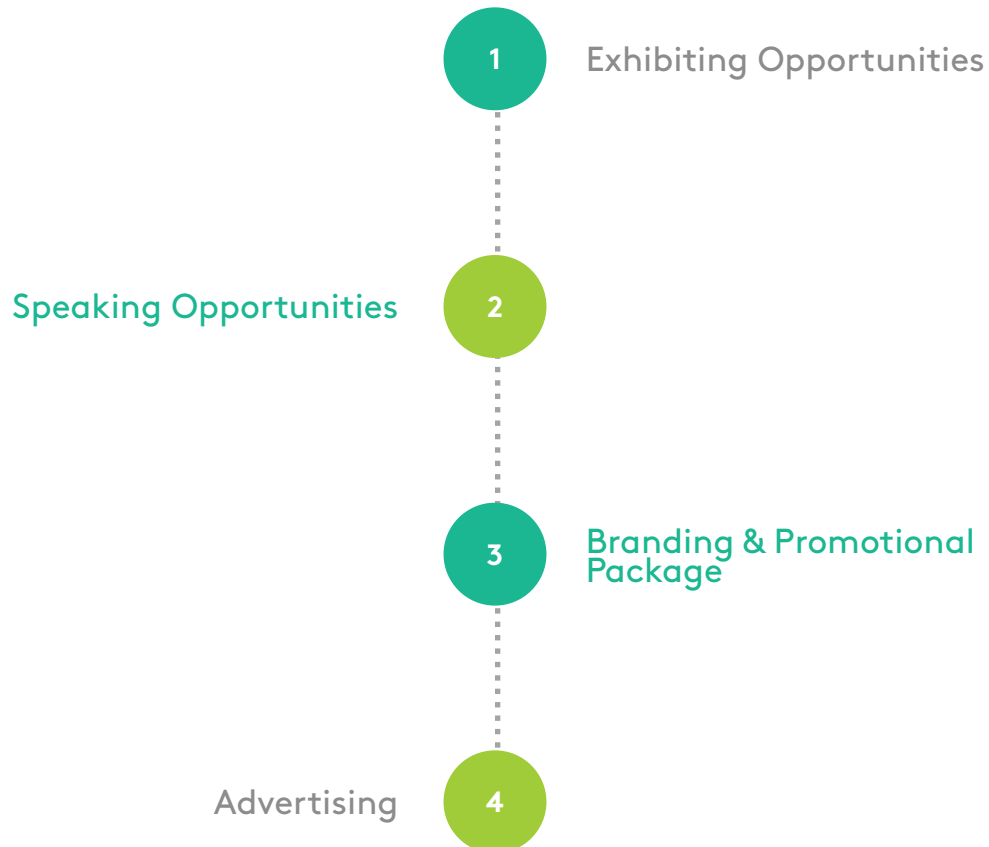 1
Exhibiting Opportunities
Speaking Opportunities
2
3
Branding & Promotional
Package
Advertising
4